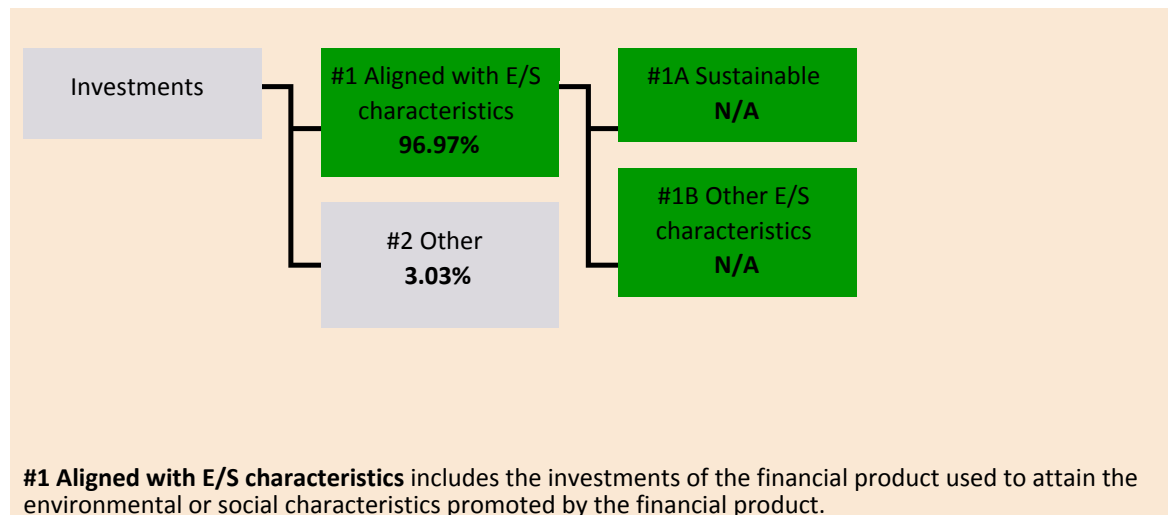 Investments
#1 Aligned with E/S
characteristics
96.97%
#2 Other
3.03%
#1A Sustainable
N/A
#1B Other E/S
characteristics
N/A
#1 Aligned with E/S characteristics includes the investments of the financial product used to attain the
environmental or social characteristics promoted by the financial product.